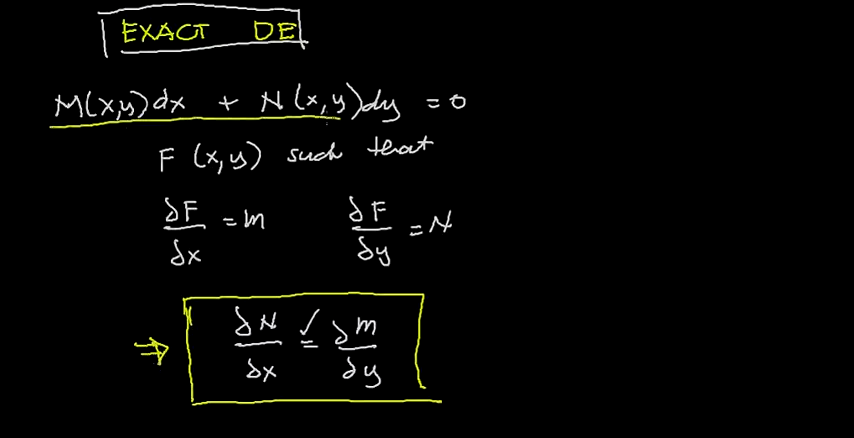 EXACT DE
M(x,y)dx + N(x,y)dy = 0
F(x,y) such that
∂F/∂x = m   ∂F/∂y = N
⇒ ∂N/∂x =✓ ∂m/∂y